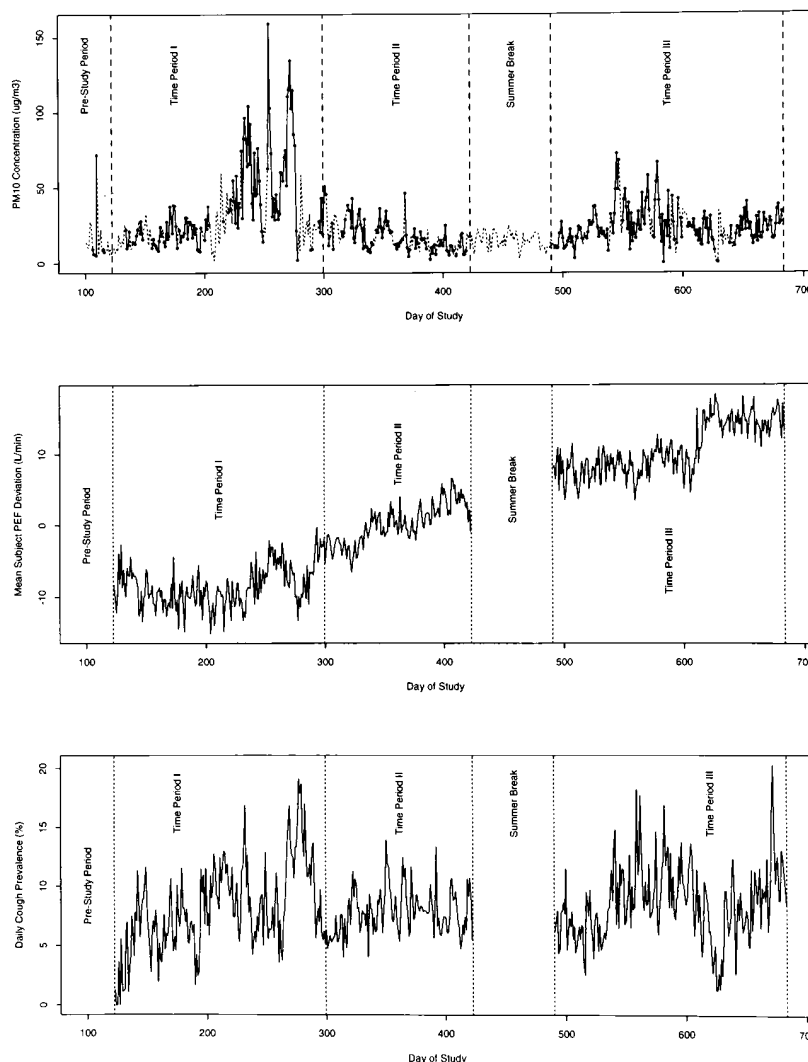 PM10 Concentration (ug/m3)
150
100
50
0
Pre-Study Period
Time Period I
Time Period II
Summer Break
Time Period III
100
200
300
400
500
600
700
Day of Study
Mean Subject PEF Deviation (L/min)
10
0
-10
Pre-Study Period
Time Period I
Time Period II
Summer Break
Time Period III
100
200
300
400
500
600
700
Day of Study
Daily Cough Prevalence (%)
20
15
10
5
0
Pre-Study Period
Time Period I
Time Period II
Summer Break
Time Period III
100
200
300
400
500
600
700
Day of Study